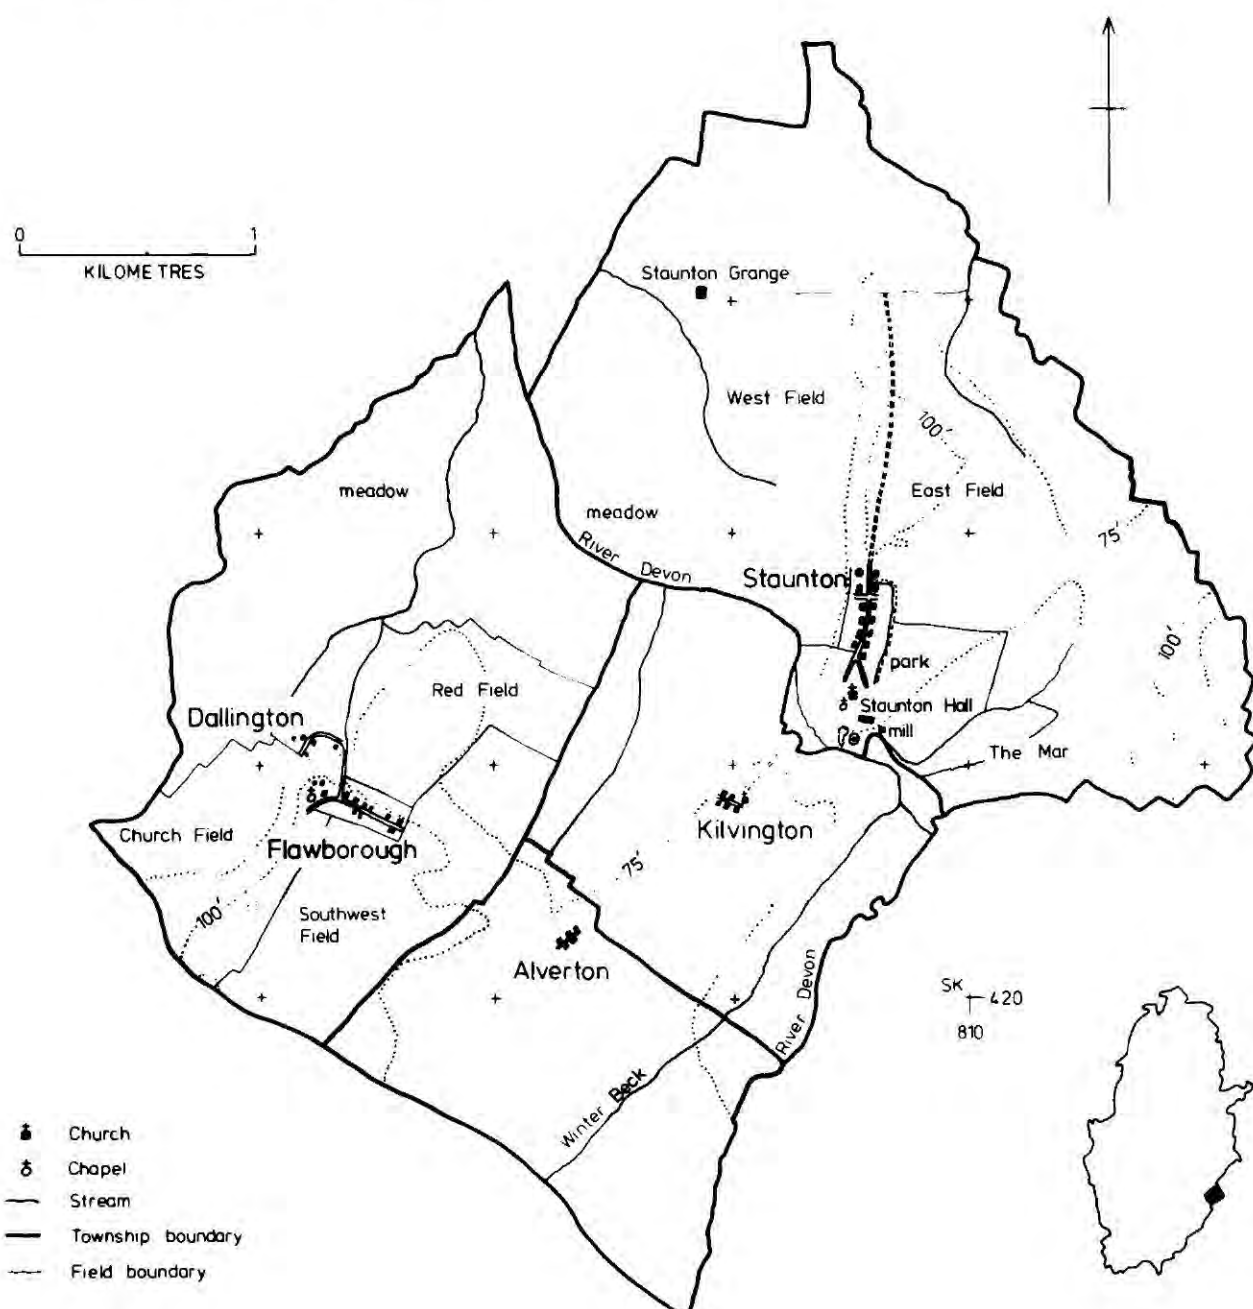 0 1
KILOMETRES
Staunton Grange
West Field
100'
meadow
East Field
meadow
75'
River Devon
Staunton
100'
park
Red Field
Staunton Hall
Dallington
mill
The Mar
Kilvington
Church Field
Flawborough
75'
100'
Southwest
Field
Alverton
River Devon
SK
420
810
Winter Beck
Church
Chapel
Stream
Township boundary
Field boundary